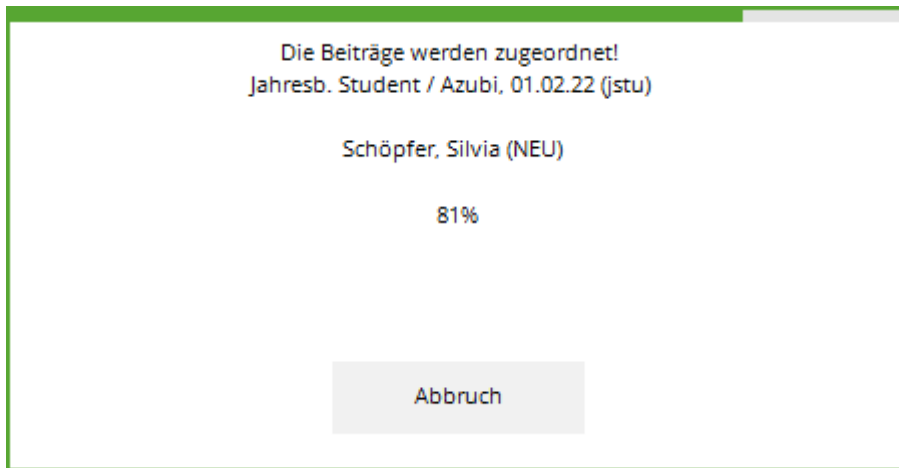 Die Beiträge werden zugeordnet!
Jahresb. Student / Azubi, 01.02.22 (jstu)
Schöpfer, Silvia (NEU)
81%
Abbruch